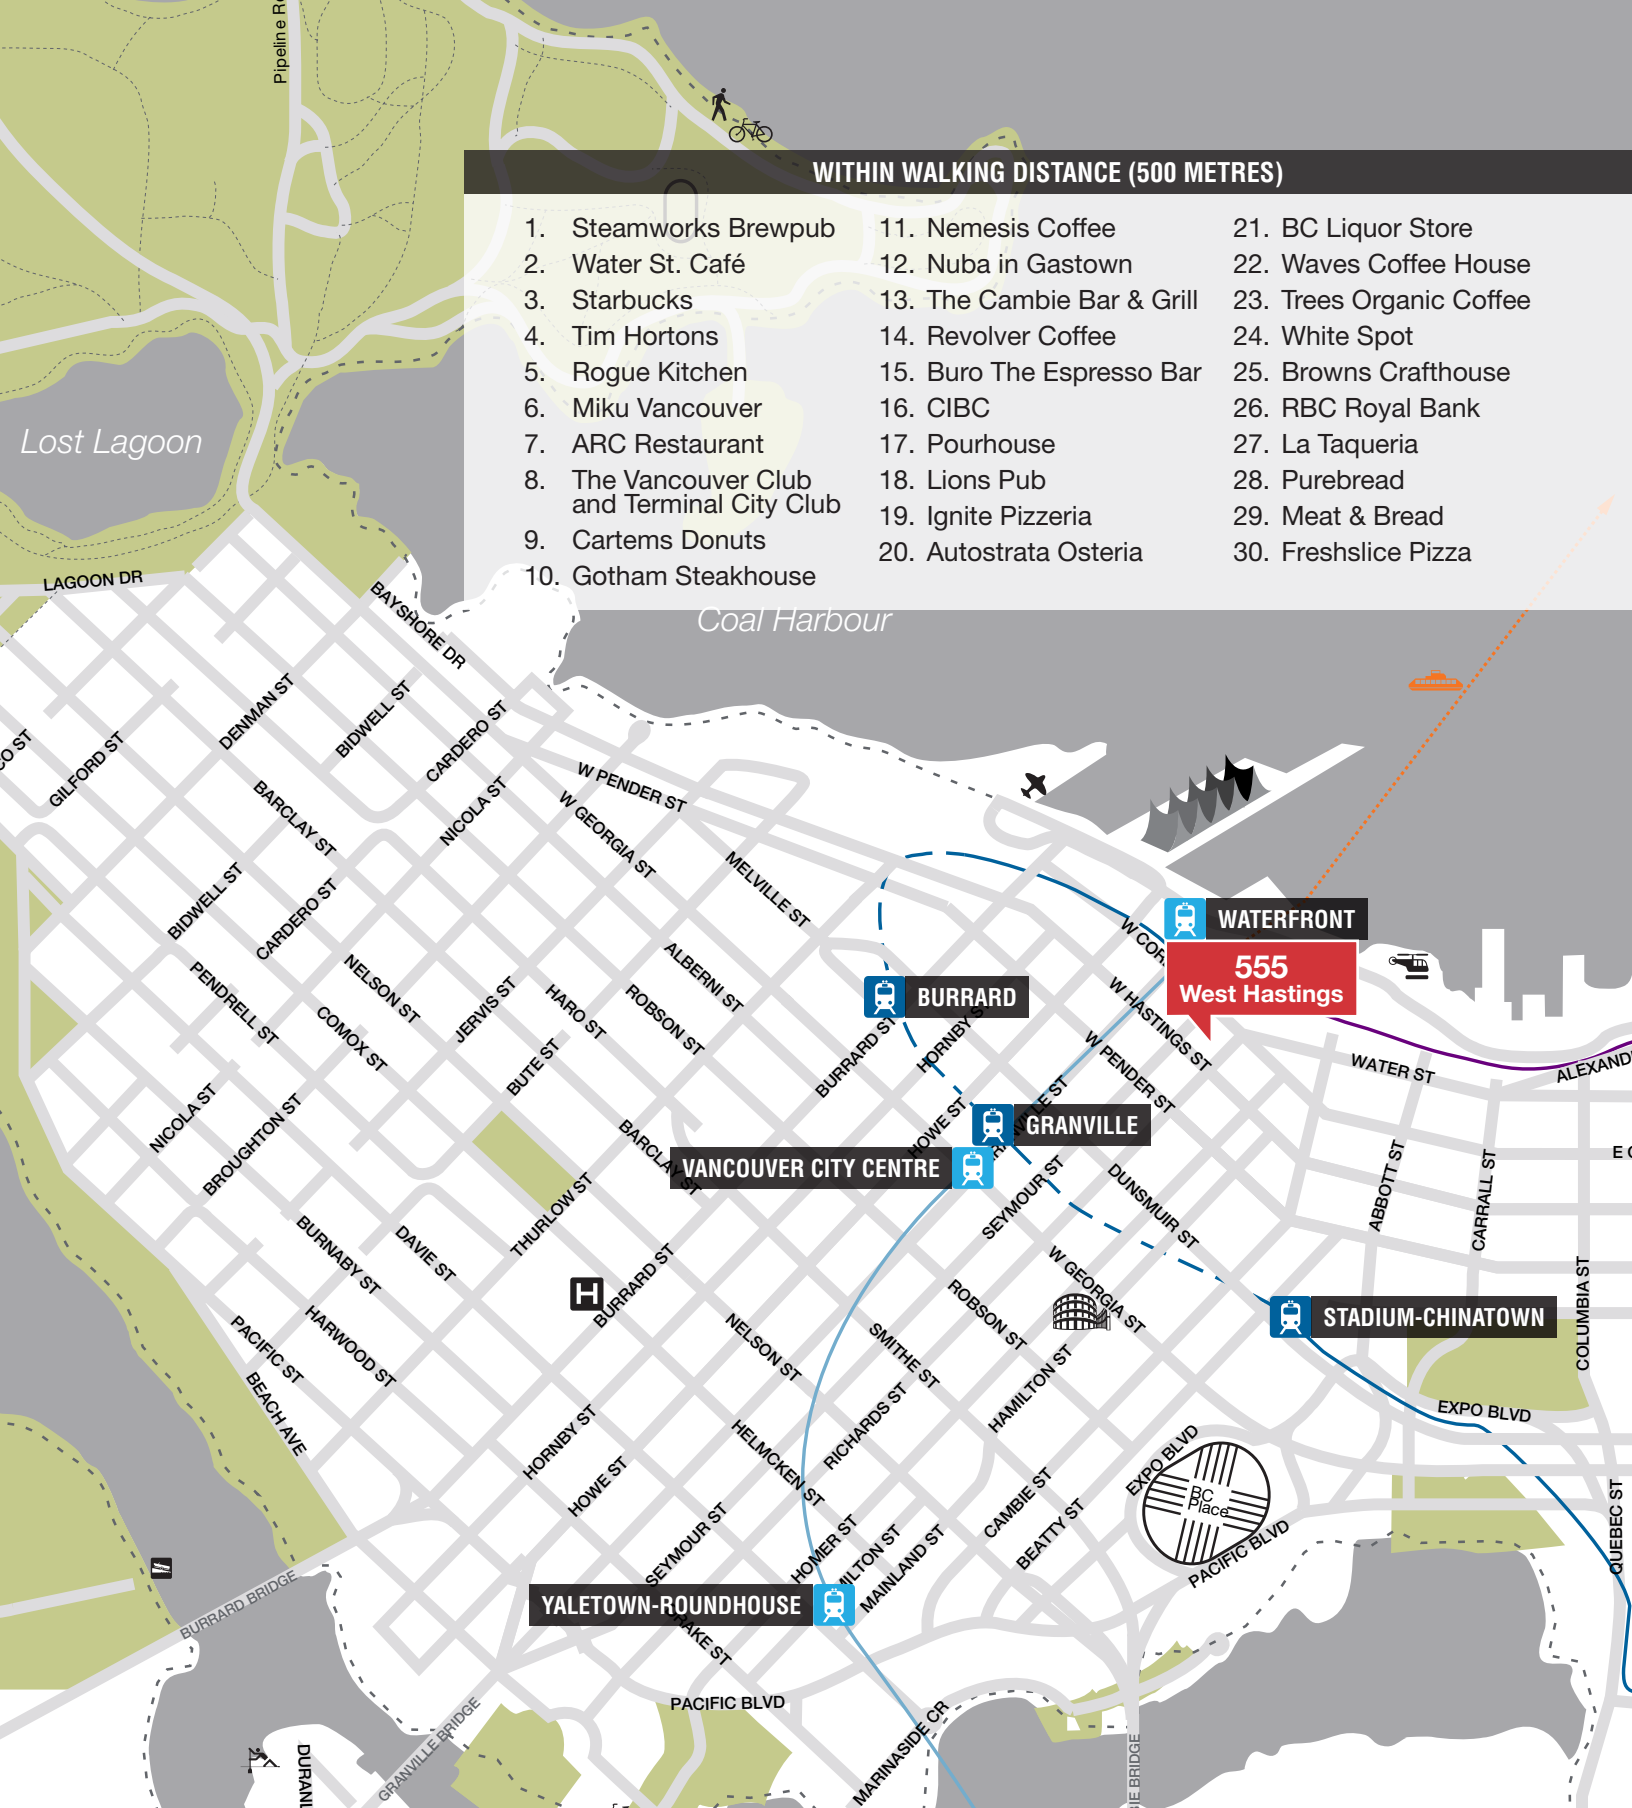 Pipeline
WITHIN WALKING DISTANCE (500 METRES)
1. Steamworks Brewpub
2. Water St. Café
3. Starbucks
4. Tim Hortons
5. Rogue Kitchen
6. Miku Vancouver
7. ARC Restaurant
8. The Vancouver Club
and Terminal City Club
9. Cartems Donuts
10. Gotham Steakhouse
11. Nemesis Coffee
12. Nuba in Gastown
13. The Cambie Bar & Grill
14. Revolver Coffee
15. Buro The Espresso Bar
16. CIBC
17. Pourhouse
18. Lions Pub
19. Ignite Pizzeria
20. Autostrata Osteria
21. BC Liquor Store
22. Waves Coffee House
23. Trees Organic Coffee
24. White Spot
25. Browns Crafthouse
26. RBC Royal Bank
27. La Taqueria
28. Purebread
29. Meat & Bread
30. Freshslice Pizza
Lost Lagoon
Coal Harbour
LAGOON DR
BAYSHORE DR
DENMAN ST
BIDWELL ST
CARDERO ST
GILFORD ST
W PENDER ST
W GEORGIA ST
BARCLAY ST
NICOLA ST
MELVILLE ST
BIDWELL ST
CARDERO ST
WATERFRONT
555
West Hastings
W HASTINGS ST
W PENDER ST
ALBERNI ST
PENDRELL ST
NELSON ST
COMOX ST
JERVIS ST
HARO ST
ROBSON ST
BURRARD
BURRARD ST
HORNBY ST
BUTE ST
WATER ST
NICOLA ST
BROUGHTON ST
BARCLAY ST
HOWE ST
GRANVILLE
VANCOUVER CITY CENTRE
SEYMOUR ST
DUNSMUIR ST
ABBOTT ST
CARRALL ST
THURLOW ST
BURNABY ST
DAVIE ST
BURRARD ST
H
W GEORGIA ST
ROBSON ST
STADIUM-CHINATOWN
COLUMBIA ST
PACIFIC ST
HARWOOD ST
NELSON ST
SMITHE ST
HAMILTON ST
RICHARDS ST
BEACH AVE
EXPO BLVD
HORNBY ST
HOWE ST
HELMCKEN ST
EXPO BLVD
BC
Place
CAMBIE ST
BEATTY ST
PACIFIC BLVD
QUEBEC ST
SEYMOUR ST
HOMER ST
MAINLAND ST
YALETOWN-ROUNDHOUSE
DRAKE ST
BURRARD BRIDGE
GRANVILLE BRIDGE
PACIFIC BLVD
MARINASIDE CR
BRIDGE